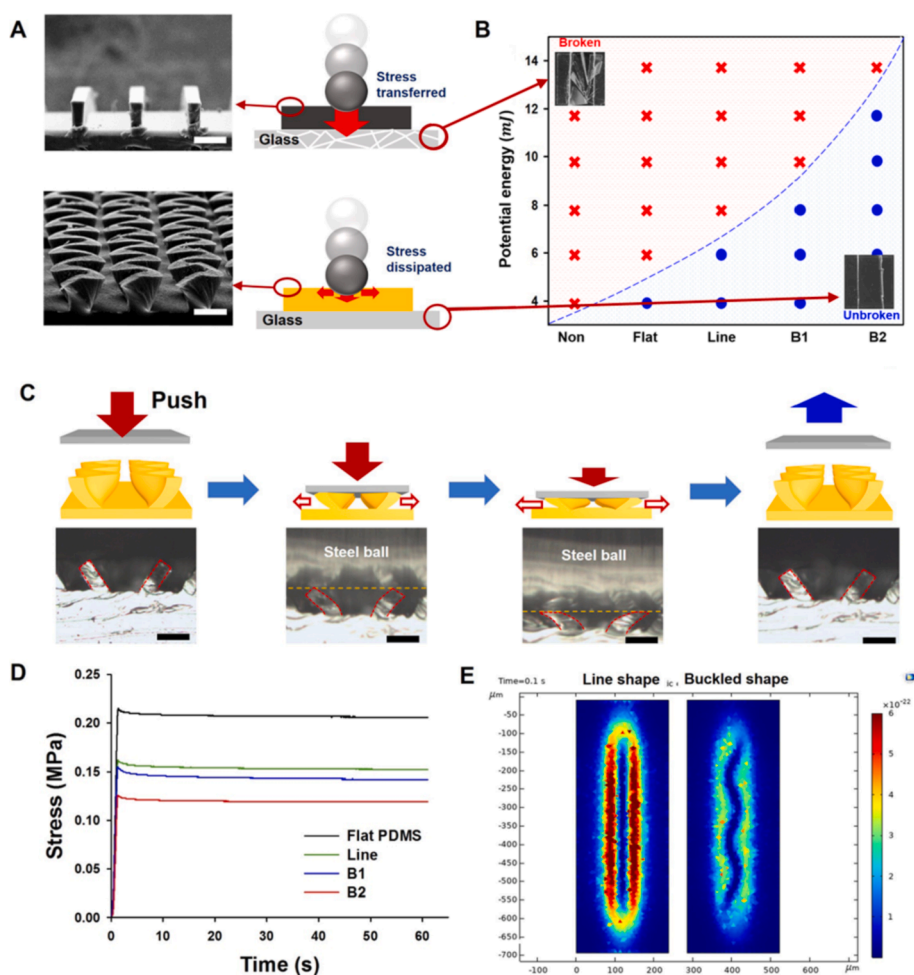 A
Stress
transferred
Glass
Stress
dissipated
Glass
B
Broken
Potential energy (mJ)
14
12
10
8
6
4
Unbroken
Non Flat Line B1 B2
C
Push
Steel ball
Steel ball
D
Stress (MPa)
0.25
0.20
0.15
0.10
0.05
0.00
Flat PDMS
Line
B1
B2
0 10 20 30 40 50 60
Time (s)
E
Time=0.1 s Line shape ic Buckled shape
µm
-50
-100
-150
-200
-250
-300
-350
-400
-450
-500
-550
-600
-650
-700
×10⁻²²
6
5
4
3
2
1
-100 0 100 200 300 400 500 600 µm